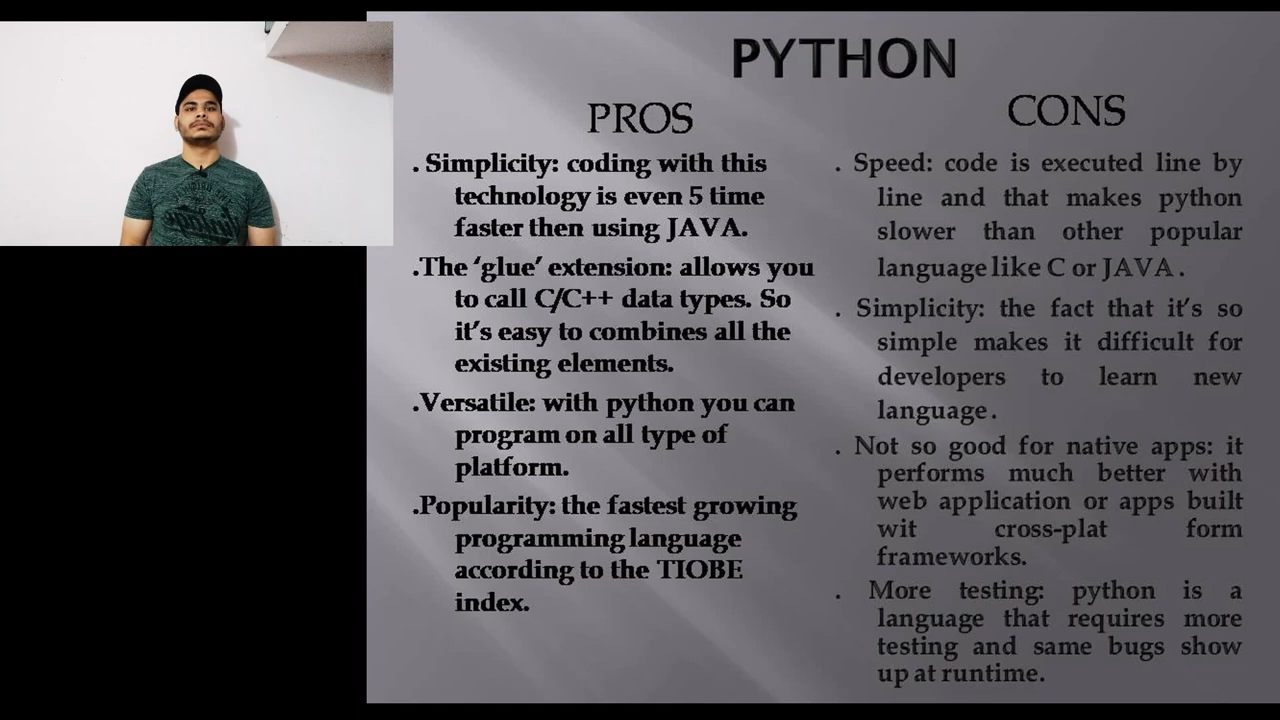 PYTHON
PROS
. Simplicity: coding with this
technology is even 5 time
faster then using JAVA.
.The ‘glue’ extension: allows you
to call C/C++ data types. So
it’s easy to combines all the
existing elements.
.Versatile: with python you can
program on all type of
platform.
.Popularity: the fastest growing
programming language
according to the TIOBE
index.
CONS
. Speed: code is executed line by
line and that makes python
slower than other popular
language like C or JAVA.
. Simplicity: the fact that it’s so
simple makes it difficult for
developers to learn new
language.
. Not so good for native apps: it
performs much better with
web application or apps built
wit cross-plat form
frameworks.
. More testing: python is a
language that requires more
testing and same bugs show
up at runtime.